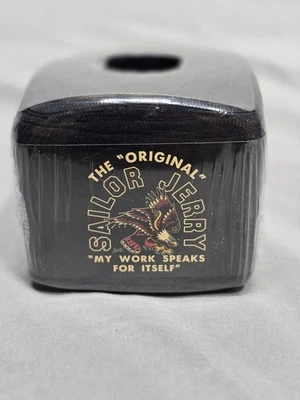 THE "ORIGINAL"
SAILOR JERRY
"MY WORK SPEAKS
FOR ITSELF"